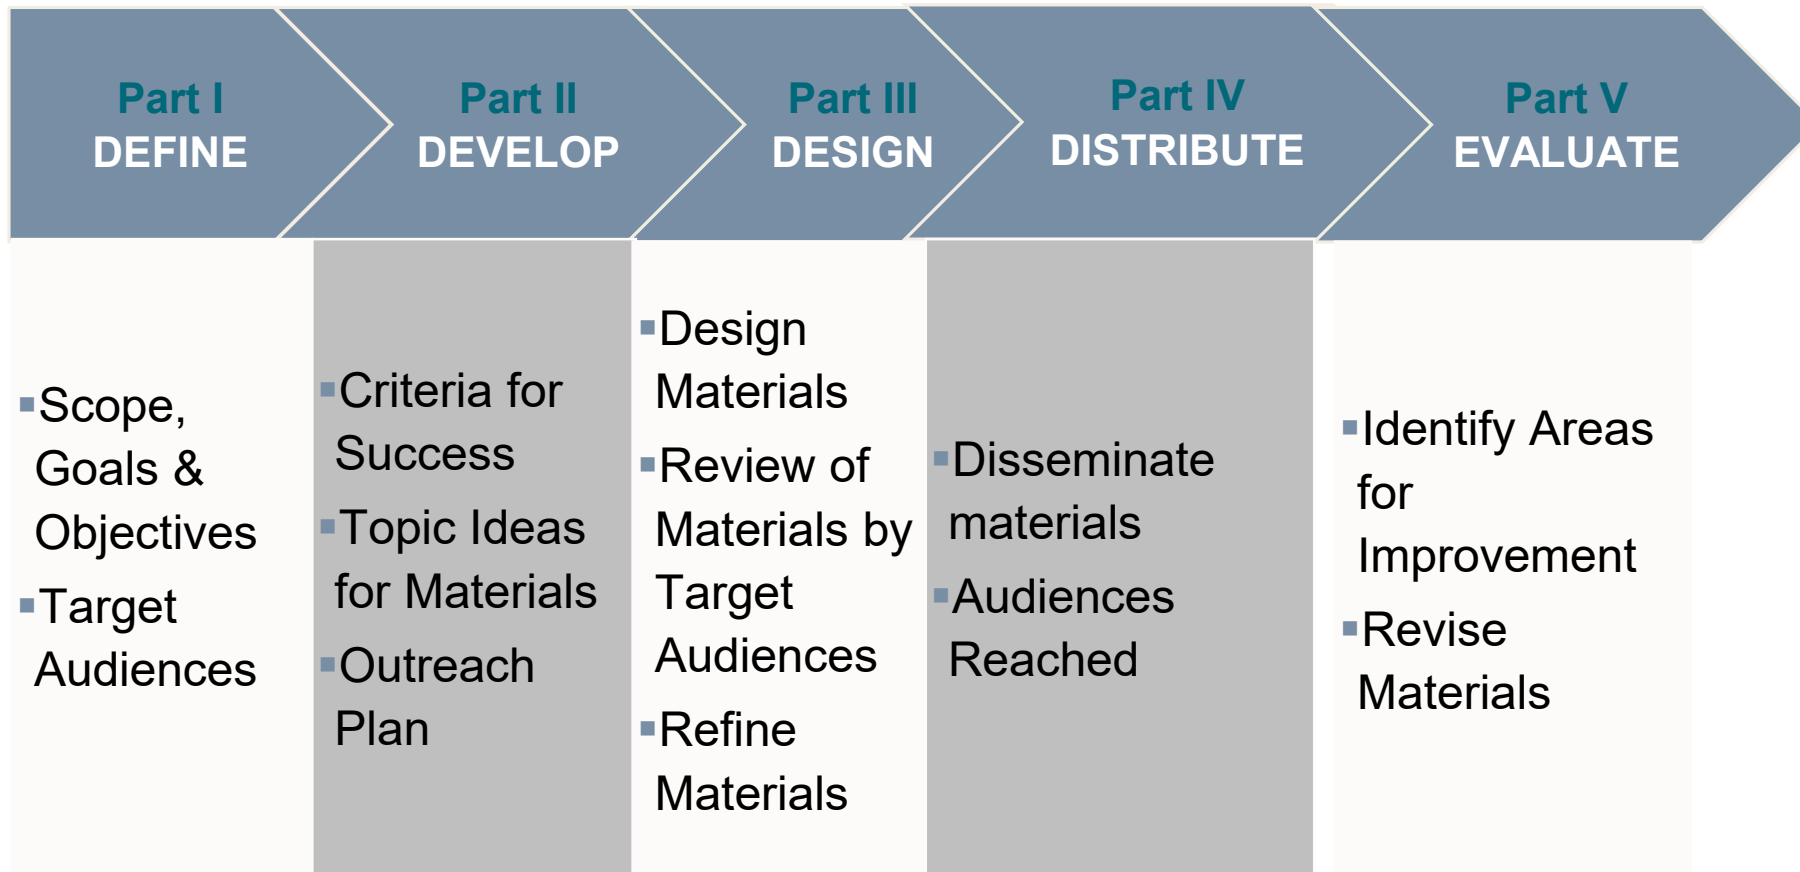 Part I
DEFINE
Part II
DEVELOP
Part III
DESIGN
Part IV
DISTRIBUTE
Part V
EVALUATE
▪Scope,
Goals &
Objectives
▪Target
Audiences
▪Criteria for
Success
▪Topic Ideas
for Materials
▪Outreach
Plan
▪Design
Materials
▪Review of
Materials by
Target
Audiences
▪Refine
Materials
▪Disseminate
materials
▪Audiences
Reached
▪Identify Areas
for
Improvement
▪Revise
Materials